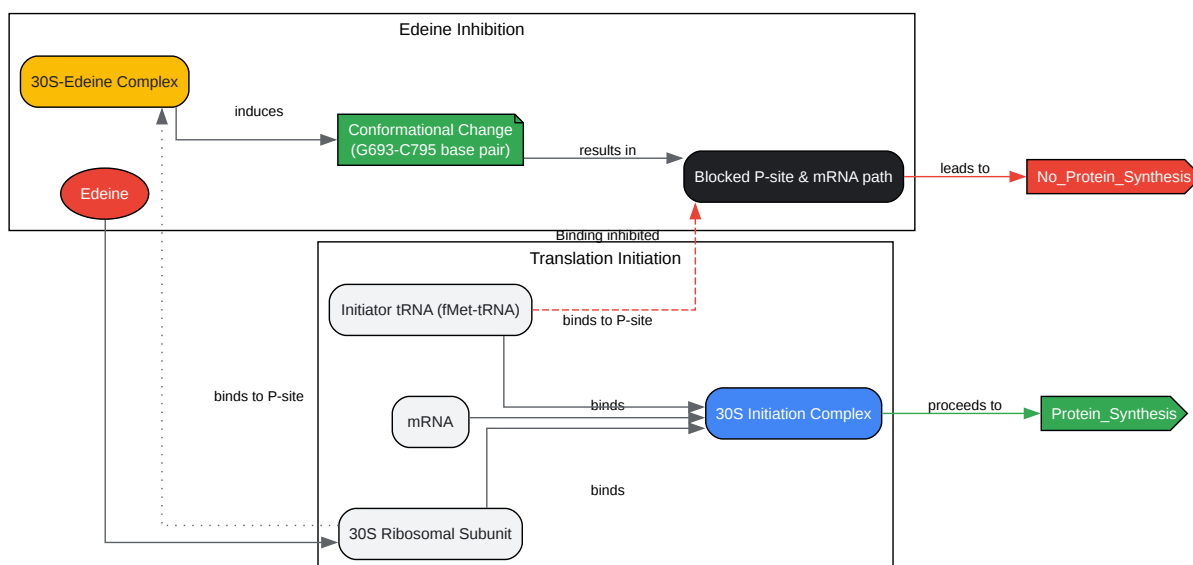 Edeine Inhibition
30S-Edeine Complex
induces
Conformational Change
(G693-C795 base pair)
results in
Blocked P-site & mRNA path
leads to
No_Protein_Synthesis
Edeine
Binding inhibited
Translation Initiation
Initiator tRNA (fMet-tRNA)
binds to P-site
binds to P-site
mRNA
binds
30S Initiation Complex
proceeds to
Protein_Synthesis
binds
30S Ribosomal Subunit